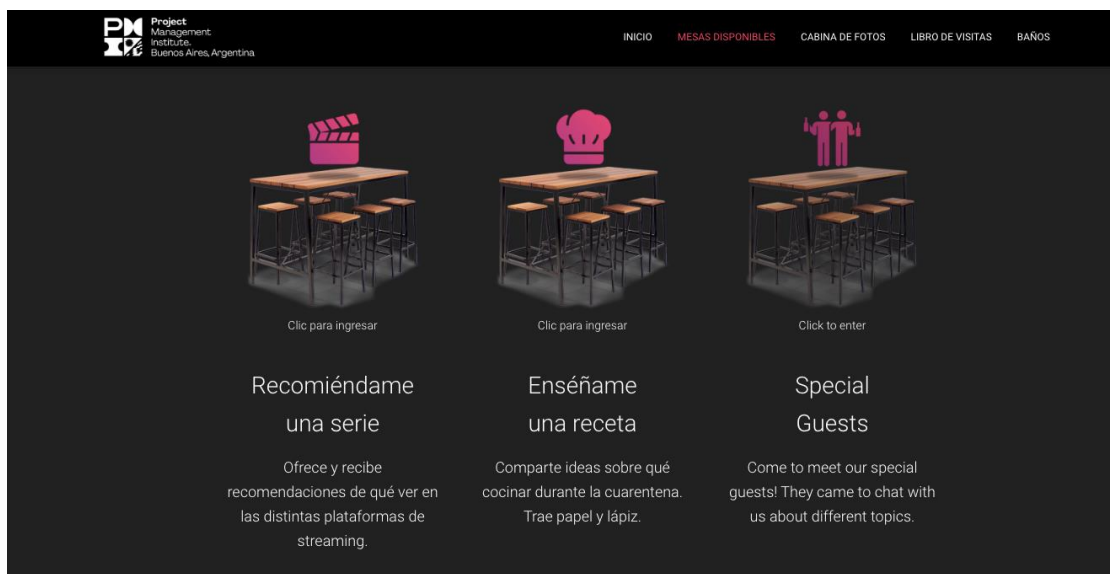 Project
Management
Institute.
Buenos Aires, Argentina
INICIO MESAS DISPONIBLES CABINA DE FOTOS LIBRO DE VISITAS BAÑOS
Clic para ingresar
Recomiéndame
una serie
Ofrece y recibe
recomendaciones de qué ver en
las distintas plataformas de
streaming.
Clic para ingresar
Enséñame
una receta
Comparte ideas sobre qué
cocinar durante la cuarentena.
Trae papel y lápiz.
Click to enter
Special
Guests
Come to meet our special
guests! They came to chat with
us about different topics.